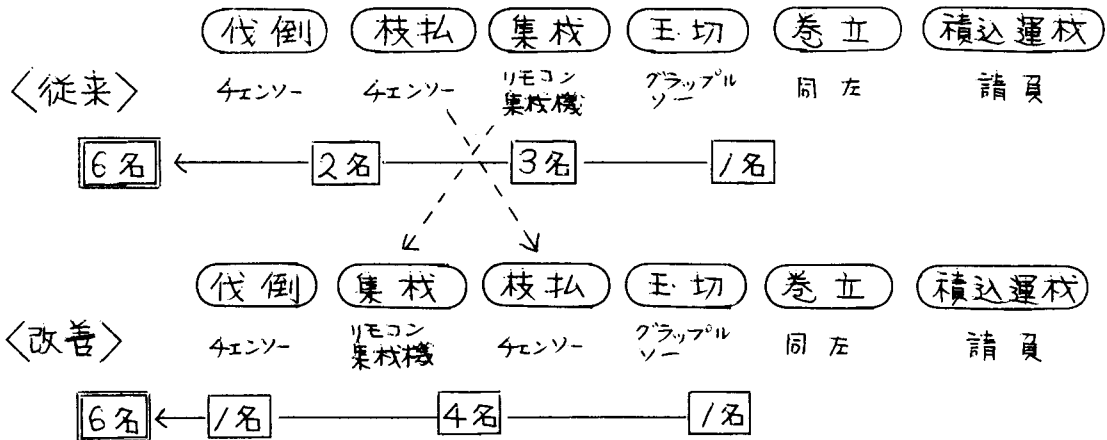 伐倒 枝払 集材 玉切 巻立 積込運材
〈従来〉 チェンソー チェンソー リモコン集材機 グラップルソー 同左 請負
6名 2名 3名 1名
伐倒 集材 枝払 玉切 巻立 積込運材
〈改善〉 チェンソー リモコン集材機 チェンソー グラップルソー 同左 請負
6名 1名 4名 1名